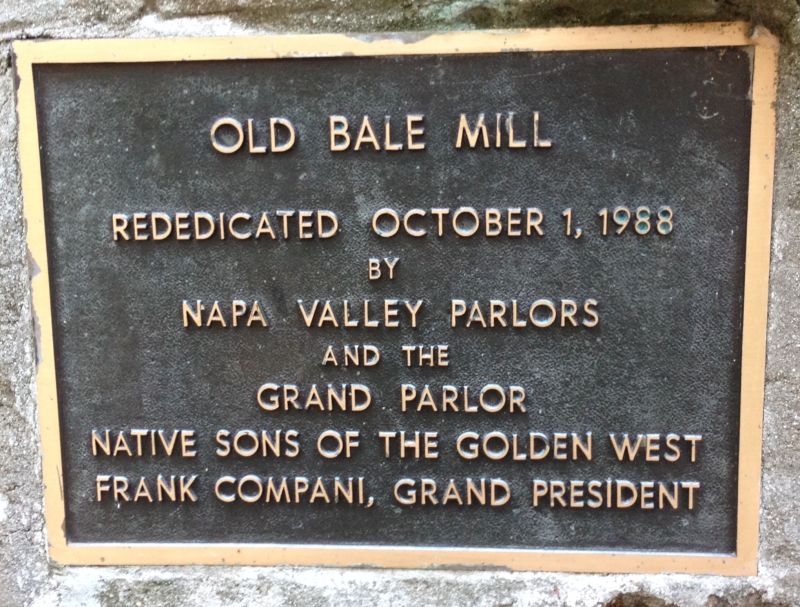 OLD BALE MILL
REDEDICATED OCTOBER 1, 1988
BY
NAPA VALLEY PARLORS
AND THE
GRAND PARLOR
NATIVE SONS OF THE GOLDEN WEST
FRANK COMPANI, GRAND PRESIDENT